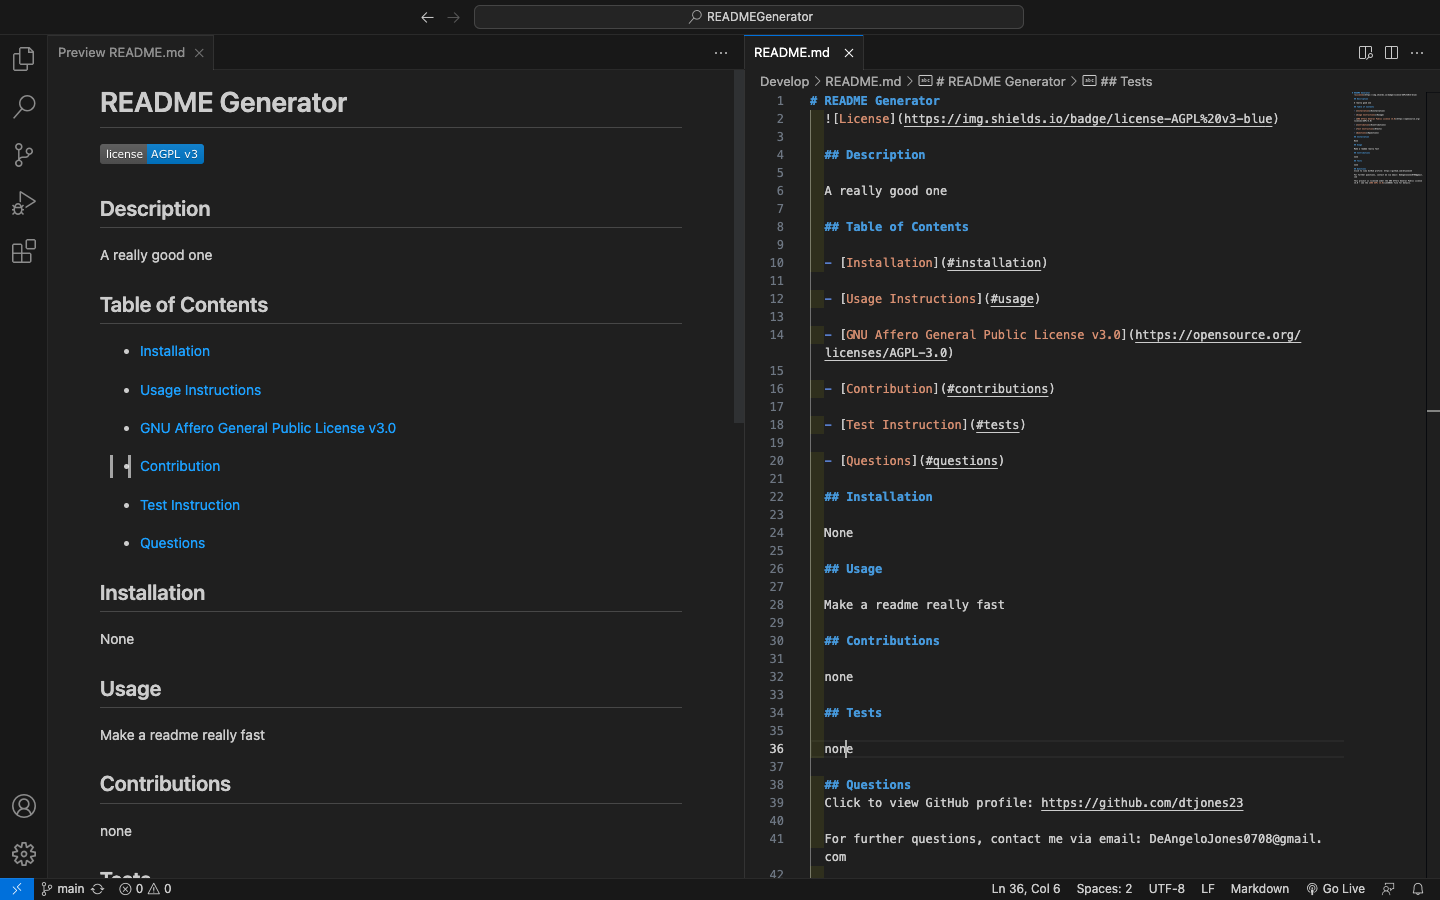 READMEGenerator
Preview README.md
README Generator
license AGPL v3
Description
A really good one
Table of Contents
Installation
Usage Instructions
GNU Affero General Public License v3.0
Contribution
Test Instruction
Questions
Installation
None
Usage
Make a readme really fast
Contributions
none
Tests
README.md
Develop > README.md > # README Generator > ## Tests
1 # README Generator
2 ![License](https://img.shields.io/badge/license-AGPL%20v3-blue)
3
4 ## Description
5
6 A really good one
7
8 ## Table of Contents
9
10 - [Installation](#installation)
11
12 - [Usage Instructions](#usage)
13
14 - [GNU Affero General Public License v3.0](https://opensource.org/
licenses/AGPL-3.0)
15
16 - [Contribution](#contributions)
17
18 - [Test Instruction](#tests)
19
20 - [Questions](#questions)
21
22 ## Installation
23
24 None
25
26 ## Usage
27
28 Make a readme really fast
29
30 ## Contributions
31
32 none
33
34 ## Tests
35
36 none
37
38 ## Questions
39 Click to view GitHub profile: https://github.com/dtjones23
40
41 For further questions, contact me via email: DeAngeloJones0708@gmail.
com
42
main 0 0 Ln 36, Col 6 Spaces: 2 UTF-8 LF Markdown Go Live